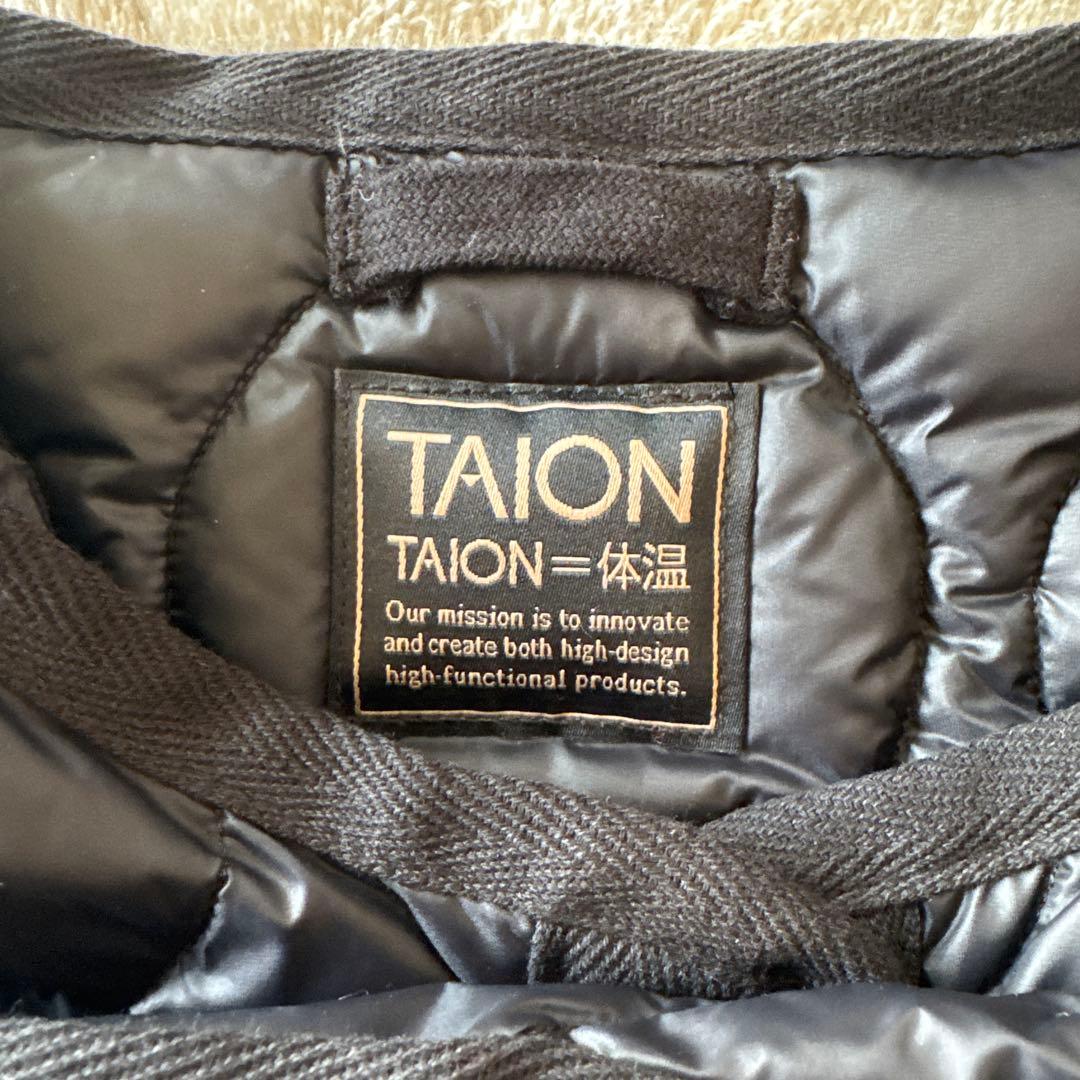 TAION
TAION=体温
Our mission is to innovate
and create both high-design
high-functional products.